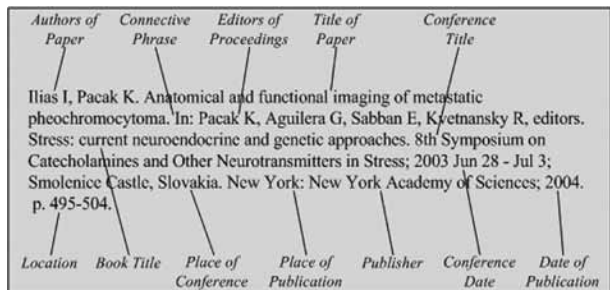 Authors of Connective Editors of Title of Conference
Paper Phrase Proceedings Paper Title
Ilias I, Pacak K. Anatomical and functional imaging of metastatic
pheochromocytoma. In: Pacak K, Aguilera G, Sabban E, Kvetnansky R, editors.
Stress: current neuroendocrine and genetic approaches. 8th Symposium on
Catecholamines and Other Neurotransmitters in Stress; 2003 Jun 28 - Jul 3;
Smolenice Castle, Slovakia. New York: New York Academy of Sciences; 2004.
p. 495-504.
Location Book Title Place of Place of Publisher Conference Date of
Conference Publication Date Publication